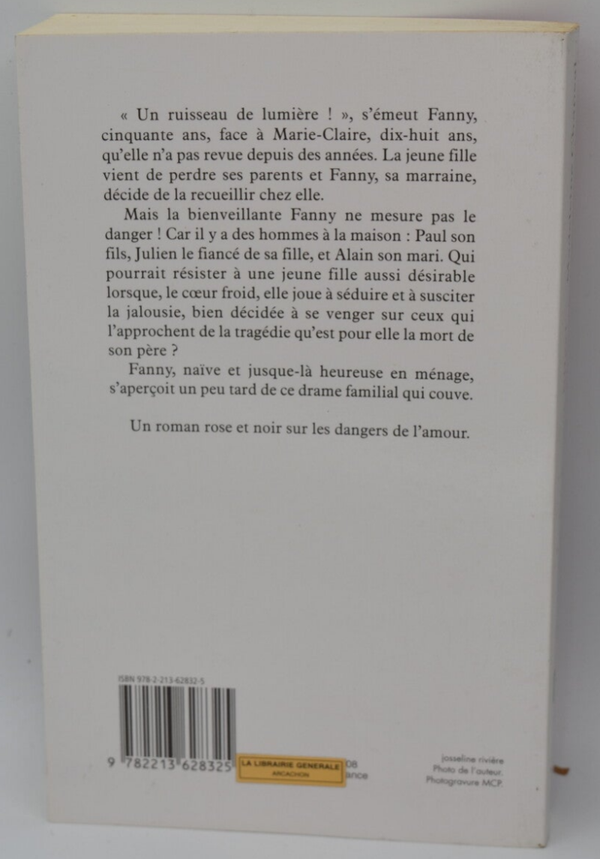 « Un ruisseau de lumière ! », s'émeut Fanny,
cinquante ans, face à Marie-Claire, dix-huit ans,
qu'elle n'a pas revue depuis des années. La jeune fille
vient de perdre ses parents et Fanny, sa marraine,
décide de la recueillir chez elle.
Mais la bienveillante Fanny ne mesure pas le
danger ! Car il y a des hommes à la maison : Paul son
fils, Julien le fiancé de sa fille, et Alain son mari. Qui
pourrait résister à une jeune fille aussi désirable
lorsque, le cœur froid, elle joue à séduire et à susciter
la jalousie, bien décidée à se venger sur ceux qui
l'approchent de la tragédie qu'est pour elle la mort de
son père ?
Fanny, naïve et jusque-là heureuse en ménage,
s'aperçoit un peu tard de ce drame familial qui couve.
Un roman rose et noir sur les dangers de l'amour.
ISBN 978-2-213-62832-5
9 782213 628325
LA LIBRAIRIE GENERALE
ARCACHON
08
ance
josseline rivière
Photo de l'auteur.
Photogravure MCP.